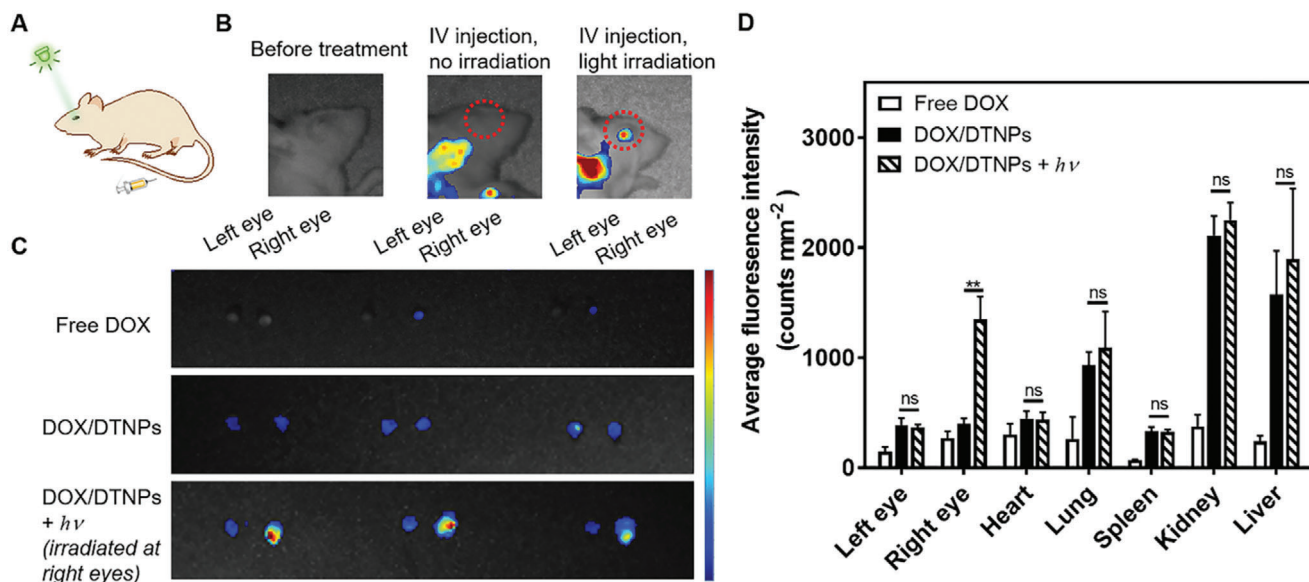 A
B
Before treatment
IV injection,
no irradiation
IV injection,
light irradiation
C
Left eye
Right eye
Left eye
Right eye
Left eye
Right eye
Free DOX
DOX/DTNPs
DOX/DTNPs
+ hν
(irradiated at
right eyes)
D
Free DOX
DOX/DTNPs
DOX/DTNPs + hν
Average fluoresence intensity
(counts mm⁻²)
3000
2000
1000
0
ns
**
ns
ns
ns
ns
ns
Left eye
Right eye
Heart
Lung
Spleen
Kidney
Liver